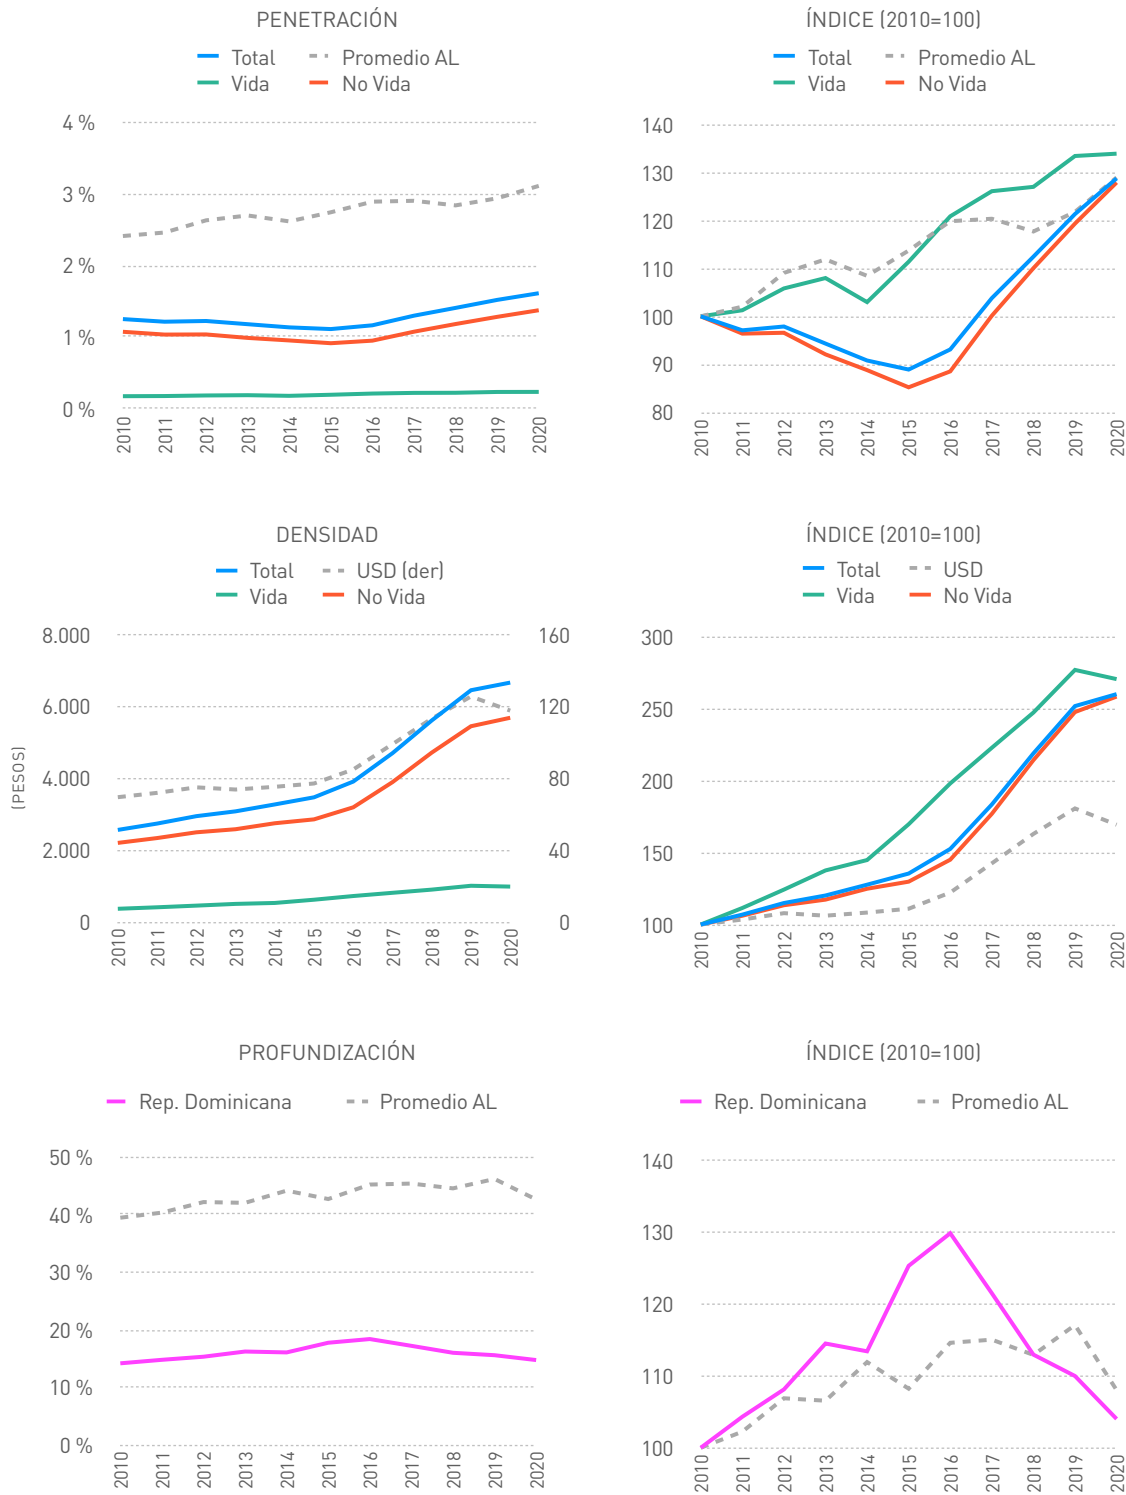 PENETRACIÓN
Total Promedio AL
Vida No Vida
4 %
3 %
2 %
1 %
0 %
2010 2011 2012 2013 2014 2015 2016 2017 2018 2019 2020
ÍNDICE (2010=100)
Total Promedio AL
Vida No Vida
140
130
120
110
100
90
80
2010 2011 2012 2013 2014 2015 2016 2017 2018 2019 2020
DENSIDAD
Total USD (der)
Vida No Vida
(PESOS)
8.000 160
6.000 120
4.000 80
2.000 40
0 0
2010 2011 2012 2013 2014 2015 2016 2017 2018 2019 2020
ÍNDICE (2010=100)
Total USD
Vida No Vida
300
250
200
150
100
2010 2011 2012 2013 2014 2015 2016 2017 2018 2019 2020
PROFUNDIZACIÓN
Rep. Dominicana Promedio AL
50 %
40 %
30 %
20 %
10 %
0 %
2010 2011 2012 2013 2014 2015 2016 2017 2018 2019 2020
ÍNDICE (2010=100)
Rep. Dominicana Promedio AL
140
130
120
110
100
2010 2011 2012 2013 2014 2015 2016 2017 2018 2019 2020